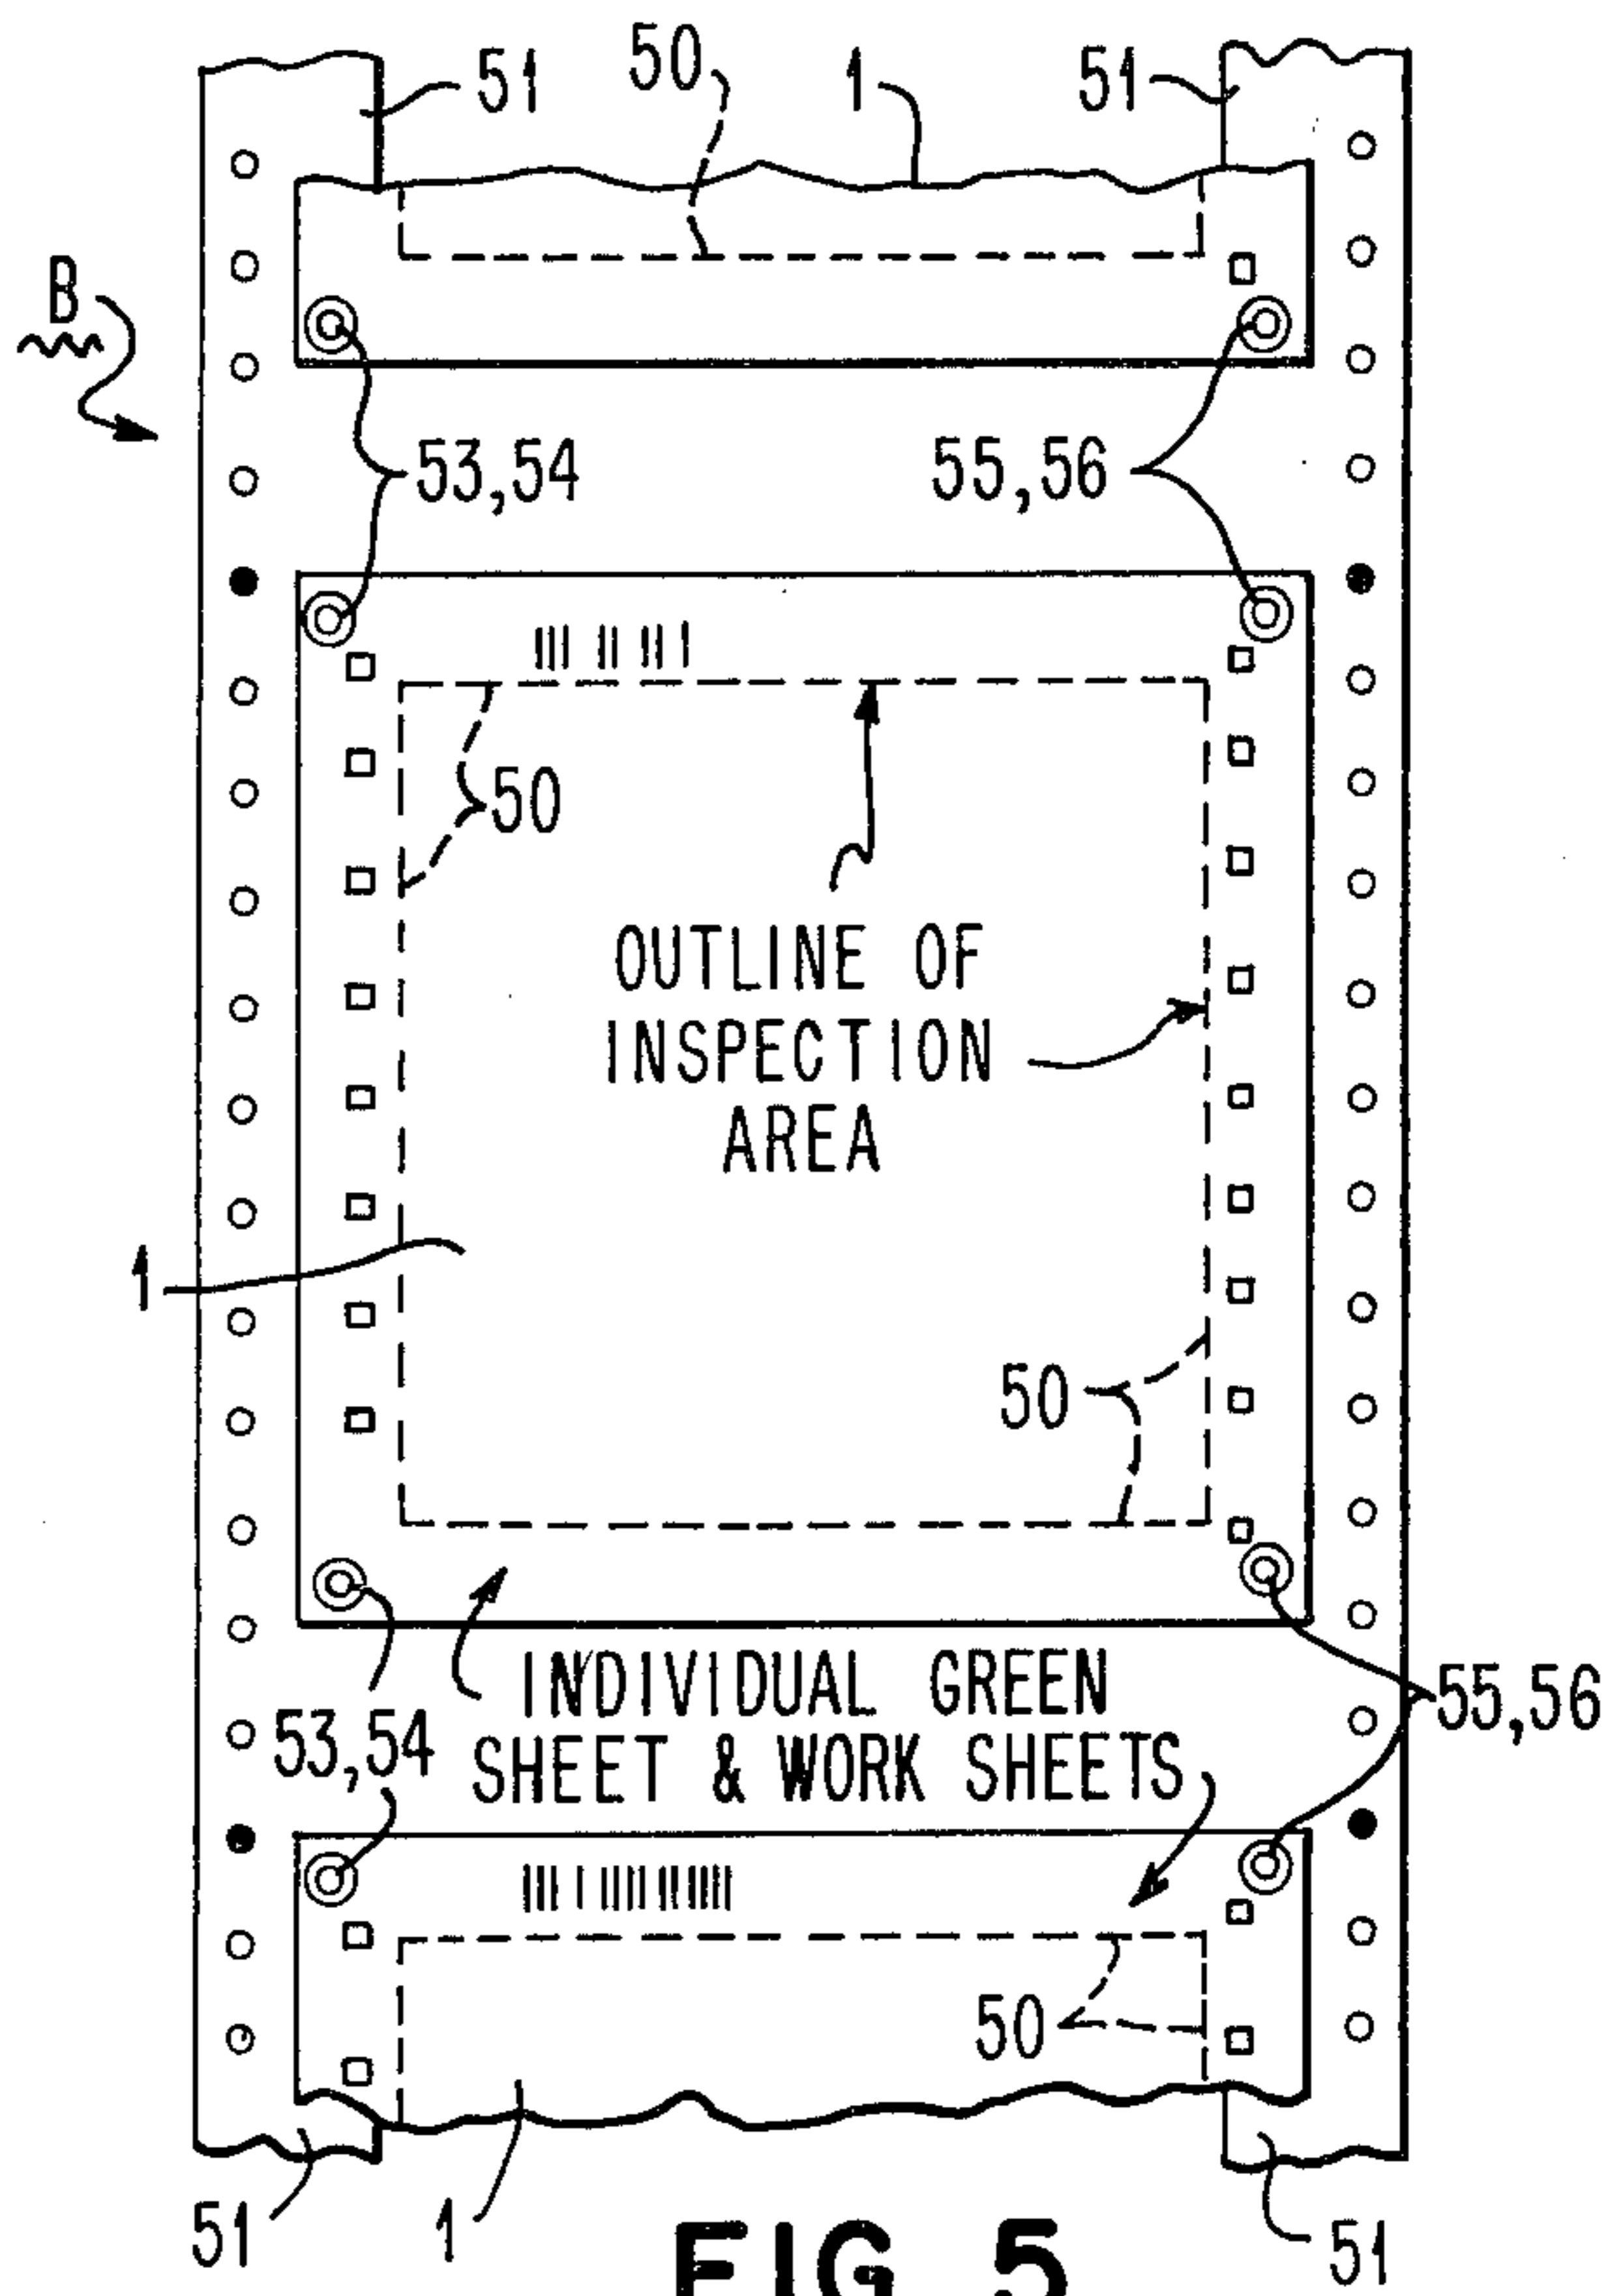 51
50
1
51
B
53,54
55,56
50
OUTLINE OF
INSPECTION
AREA
1
50
INDIVIDUAL GREEN
SHEET & WORK SHEETS
53,54
55,56
50
51
1
51
FIG 5